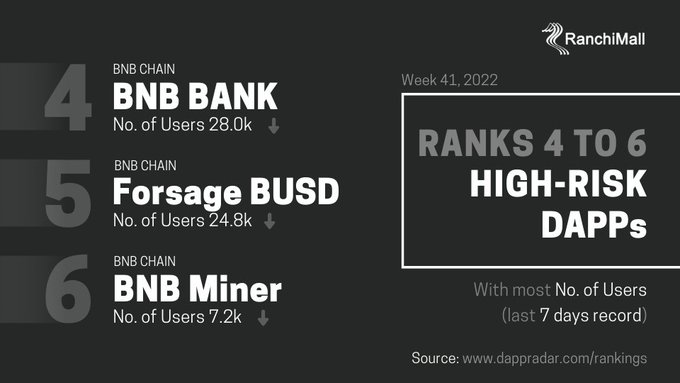 RanchiMall
Week 41, 2022
RANKS 4 TO 6
HIGH-RISK
DAPPs
With most No. of Users
(last 7 days record)
4
BNB CHAIN
BNB BANK
No. of Users 28.0k
5
BNB CHAIN
Forsage BUSD
No. of Users 24.8k
6
BNB CHAIN
BNB Miner
No. of Users 7.2k
Source: www.dappradar.com/rankings